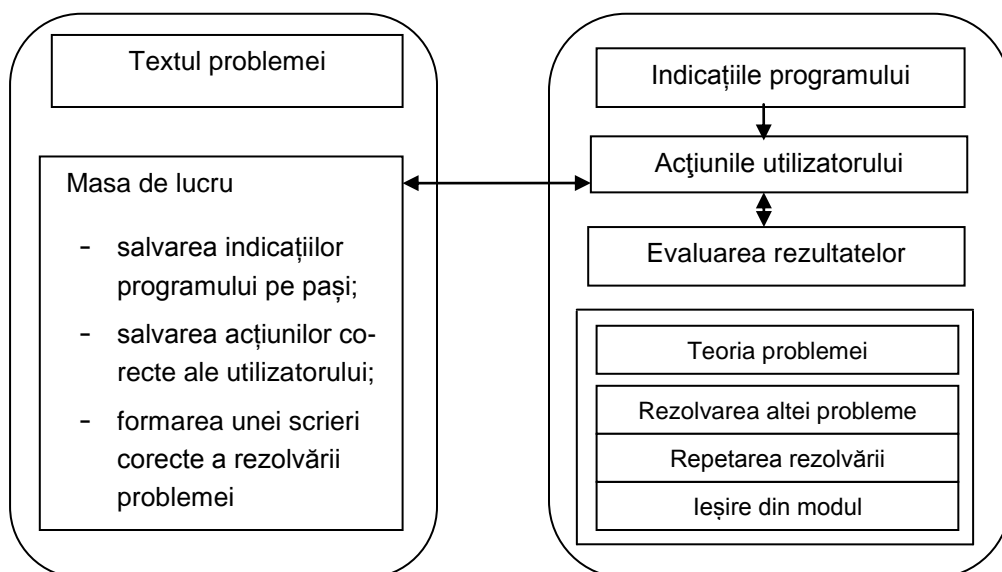 Textul problemei
Masa de lucru
- salvarea indicațiilor
programului pe pași;
- salvarea acțiunilor co-
recte ale utilizatorului;
- formarea unei scrieri
corecte a rezolvării
problemei
Indicațiile programului
Acţiunile utilizatorului
Evaluarea rezultatelor
Teoria problemei
Rezolvarea altei probleme
Repetarea rezolvării
Ieșire din modul